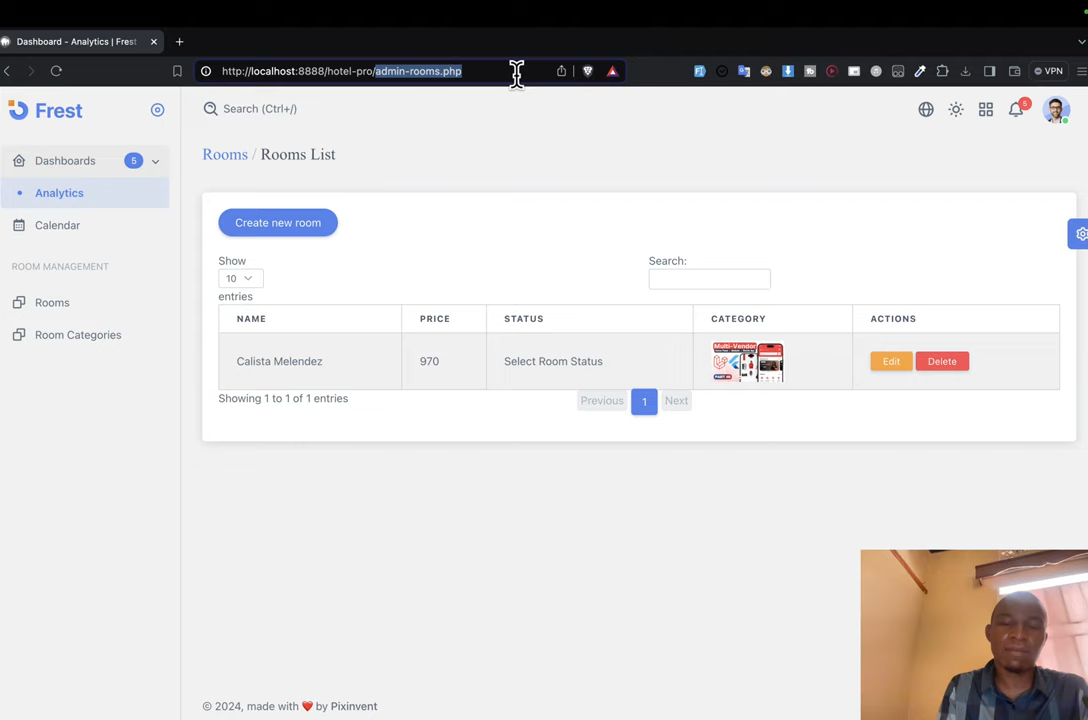 Dashboard - Analytics | Frest
http://localhost:8888/hotel-pro/admin-rooms.php
VPN
Frest
Search (Ctrl+/)
5
Dashboards
5
Rooms / Rooms List
Analytics
Calendar
Create new room
ROOM MANAGEMENT
Show
10
entries
Search:
Rooms
Room Categories
NAME PRICE STATUS CATEGORY ACTIONS
Calista Melendez 970 Select Room Status Multi-Vendor Edit Delete
Showing 1 to 1 of 1 entries
Previous 1 Next
© 2024, made with ❤️ by Pixinvent